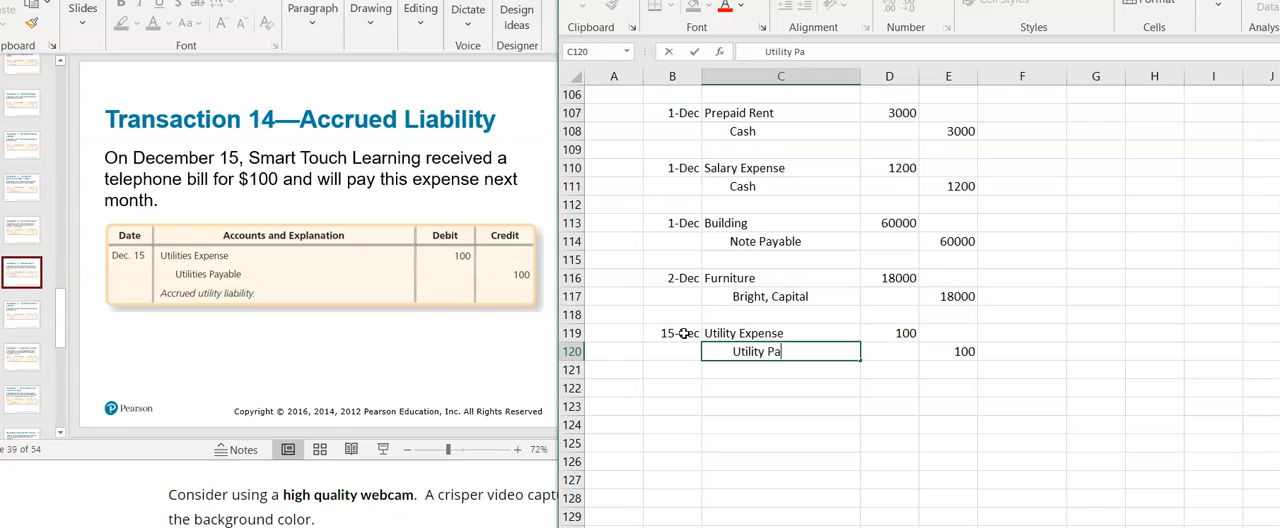 Slides
Paragraph
Drawing
Editing
Dictate
Design
Ideas
pboard
Font
Voice
Designer
Clipboard
Font
Alignment
Number
Styles
Cells
C120
Utility Pa
A B C D E F G H I J
Transaction 14—Accrued Liability
On December 15, Smart Touch Learning received a
telephone bill for $100 and will pay this expense next
month.
Date Accounts and Explanation Debit Credit
Dec. 15 Utilities Expense 100
Utilities Payable 100
Accrued utility liability.
Pearson
Copyright © 2016, 2014, 2012 Pearson Education, Inc. All Rights Reserved
e 39 of 54
Notes
72%
Consider using a high quality webcam. A crisper video capt
the background color.
106
107 1-Dec Prepaid Rent 3000
108 Cash 3000
109
110 1-Dec Salary Expense 1200
111 Cash 1200
112
113 1-Dec Building 60000
114 Note Payable 60000
115
116 2-Dec Furniture 18000
117 Bright, Capital 18000
118
119 15-Dec Utility Expense 100
120 Utility Pa 100
121
122
123
124
125
126
127
128
129